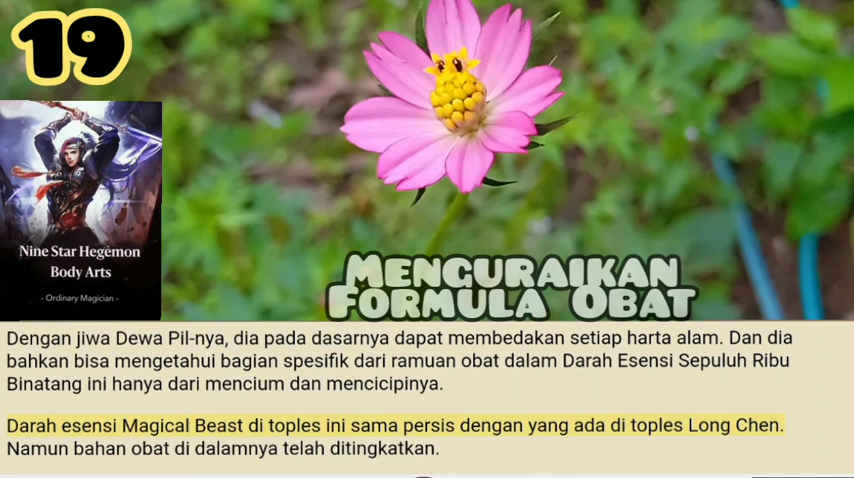 19
Nine Star Hegemon
Body Arts
- Ordinary Magician -
Menguraikan
Formula Obat
Dengan jiwa Dewa Pil-nya, dia pada dasarnya dapat membedakan setiap harta alam. Dan dia
bahkan bisa mengetahui bagian spesifik dari ramuan obat dalam Darah Esensi Sepuluh Ribu
Binatang ini hanya dari mencium dan mencicipinya.
Darah esensi Magical Beast di toples ini sama persis dengan yang ada di toples Long Chen.
Namun bahan obat di dalamnya telah ditingkatkan.